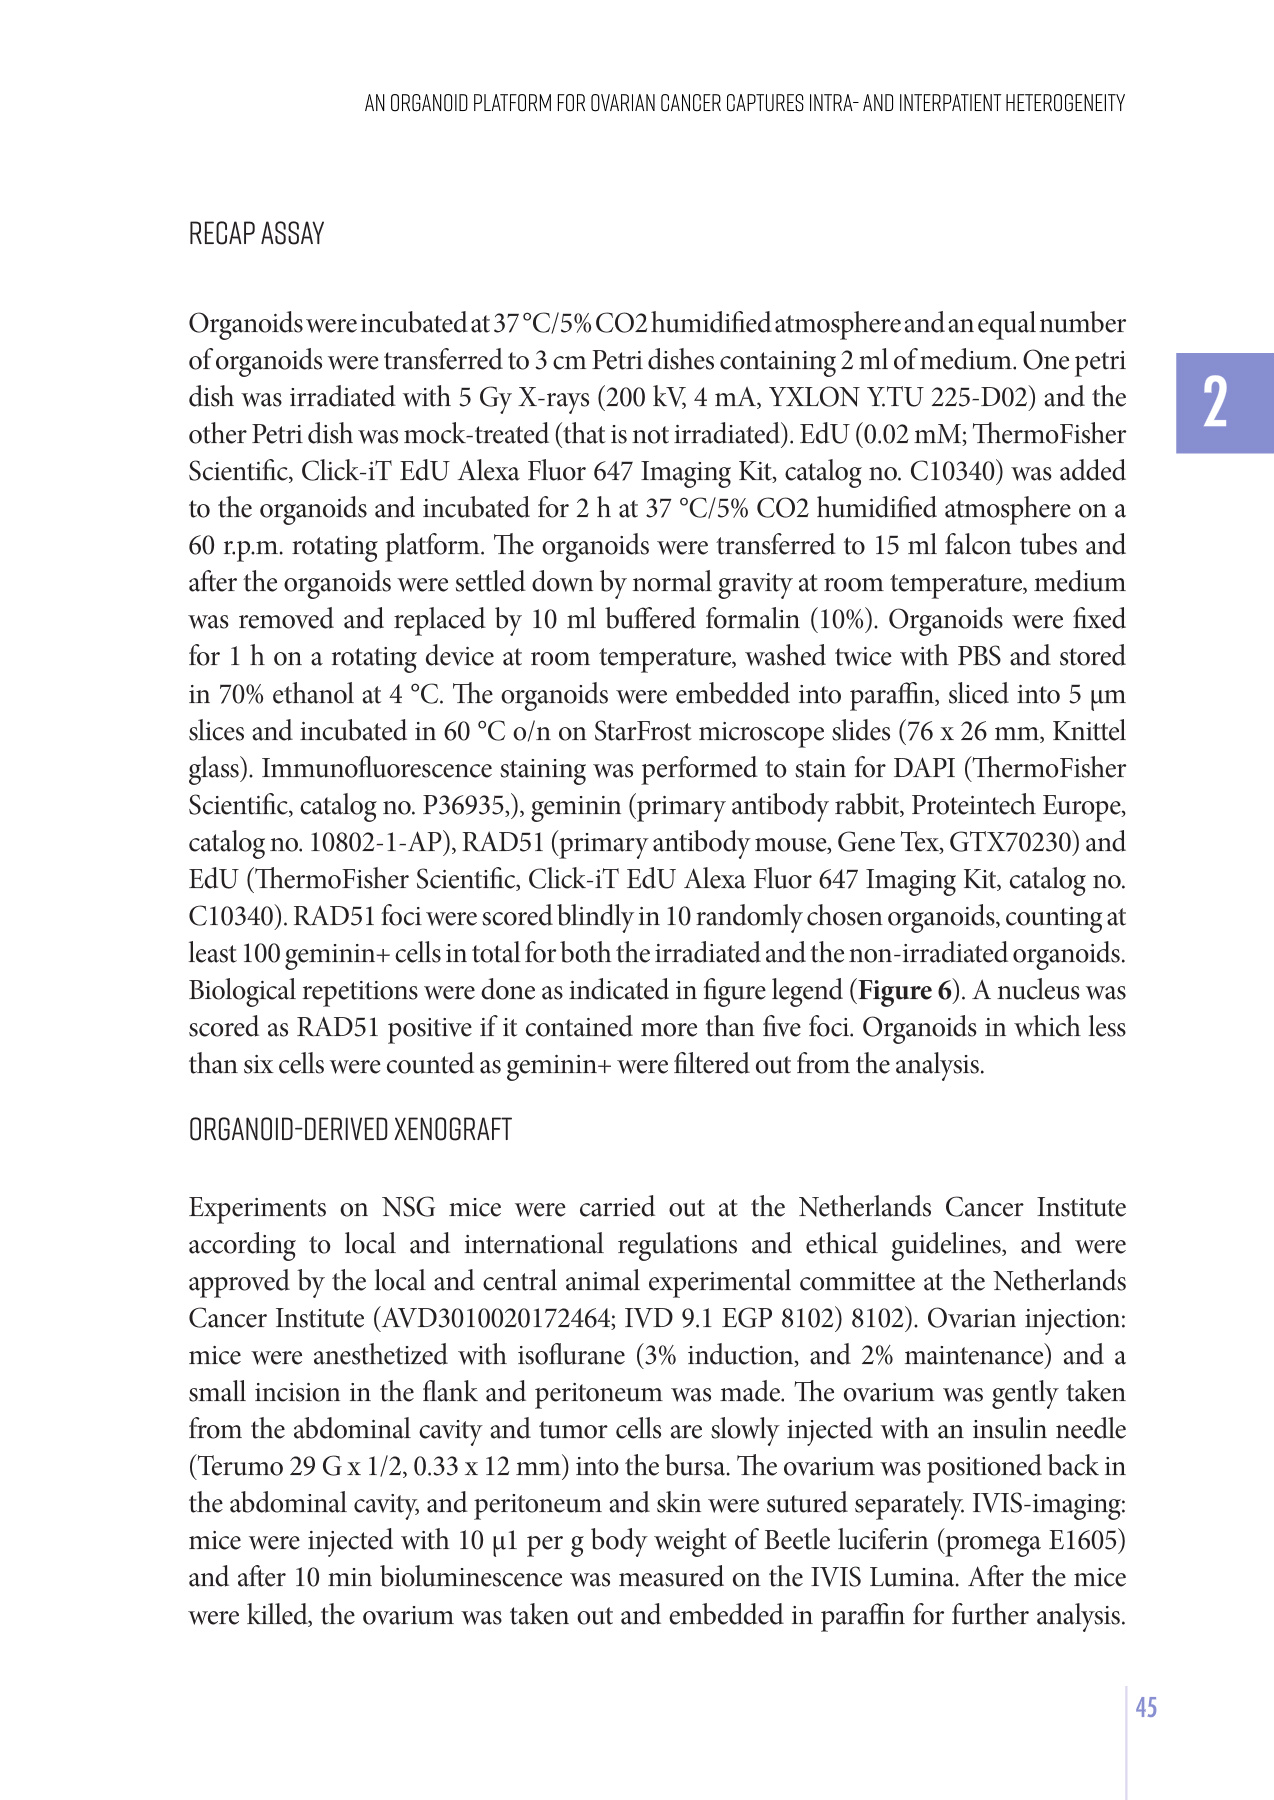 AN ORGANOID PLATFORM FOR OVARIAN CANCER CAPTURES INTRA- AND INTERPATIENT HETEROGENEITY
RECAP ASSAY
Organoids were incubated at 37 °C/5% CO2 humidified atmosphere and an equal number
of organoids were transferred to 3 cm Petri dishes containing 2 ml of medium. One petri
dish was irradiated with 5 Gy X-rays (200 kV, 4 mA, YXLON Y.TU 225-D02) and the
other Petri dish was mock-treated (that is not irradiated). EdU (0.02 mM; ThermoFisher
Scientific, Click-iT EdU Alexa Fluor 647 Imaging Kit, catalog no. C10340) was added
to the organoids and incubated for 2 h at 37 °C/5% CO2 humidified atmosphere on a
60 r.p.m. rotating platform. The organoids were transferred to 15 ml falcon tubes and
after the organoids were settled down by normal gravity at room temperature, medium
was removed and replaced by 10 ml buffered formalin (10%). Organoids were fixed
for 1 h on a rotating device at room temperature, washed twice with PBS and stored
in 70% ethanol at 4 °C. The organoids were embedded into paraffin, sliced into 5 µm
slices and incubated in 60 °C o/n on StarFrost microscope slides (76 x 26 mm, Knittel
glass). Immunofluorescence staining was performed to stain for DAPI (ThermoFisher
Scientific, catalog no. P36935,), geminin (primary antibody rabbit, Proteintech Europe,
catalog no. 10802-1-AP), RAD51 (primary antibody mouse, Gene Tex, GTX70230) and
EdU (ThermoFisher Scientific, Click-iT EdU Alexa Fluor 647 Imaging Kit, catalog no.
C10340). RAD51 foci were scored blindly in 10 randomly chosen organoids, counting at
least 100 geminin+ cells in total for both the irradiated and the non-irradiated organoids.
Biological repetitions were done as indicated in figure legend (Figure 6). A nucleus was
scored as RAD51 positive if it contained more than five foci. Organoids in which less
than six cells were counted as geminin+ were filtered out from the analysis.
ORGANOID-DERIVED XENOGRAFT
Experiments on NSG mice were carried out at the Netherlands Cancer Institute
according to local and international regulations and ethical guidelines, and were
approved by the local and central animal experimental committee at the Netherlands
Cancer Institute (AVD3010020172464; IVD 9.1 EGP 8102) 8102). Ovarian injection:
mice were anesthetized with isoflurane (3% induction, and 2% maintenance) and a
small incision in the flank and peritoneum was made. The ovarium was gently taken
from the abdominal cavity and tumor cells are slowly injected with an insulin needle
(Terumo 29 G x 1/2, 0.33 x 12 mm) into the bursa. The ovarium was positioned back in
the abdominal cavity, and peritoneum and skin were sutured separately. IVIS-imaging:
mice were injected with 10 µ1 per g body weight of Beetle luciferin (promega E1605)
and after 10 min bioluminescence was measured on the IVIS Lumina. After the mice
were killed, the ovarium was taken out and embedded in paraffin for further analysis.
2
45